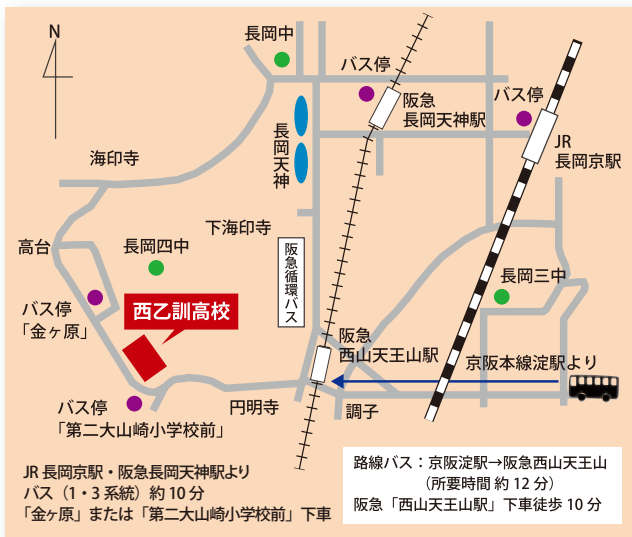 N
長岡中
バス停
阪急
長岡天神駅
バス停
JR
長岡京駅
長岡天神
海印寺
下海印寺
高台
長岡四中
阪急循環バス
長岡三中
バス停
「金ヶ原」
西乙訓高校
阪急
西山天王山駅
京阪本線淀駅より
バス停
「第二大山崎小学校前」
円明寺
調子
JR長岡京駅・阪急長岡天神駅より
バス（1・3系統）約10分
「金ヶ原」または「第二大山崎小学校前」下車
路線バス：京阪淀駅→阪急西山天王山
（所要時間 約12分）
阪急「西山天王山駅」下車徒歩10分